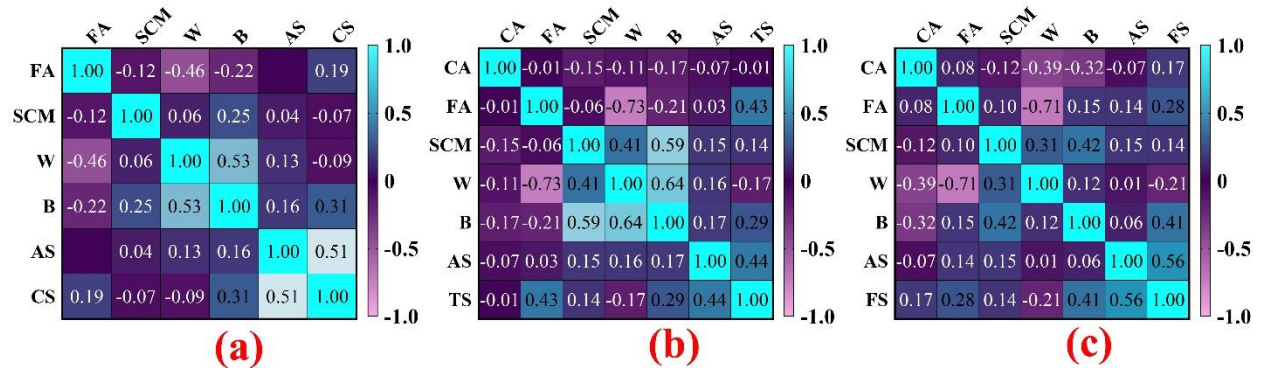 FA SCM W B AS CS
FA 1.00 -0.12 -0.46 -0.22 0.19
SCM -0.12 1.00 0.06 0.25 0.04 -0.07
W -0.46 0.06 1.00 0.53 0.13 -0.09
B -0.22 0.25 0.53 1.00 0.16 0.31
AS 0.04 0.13 0.16 1.00 0.51
CS 0.19 -0.07 -0.09 0.31 0.51 1.00
1.0
0.5
0
-0.5
-1.0
(a)
CA FA SCM W B AS TS
CA 1.00 -0.01 -0.15 -0.11 -0.17 -0.07 -0.01
FA -0.01 1.00 -0.06 -0.73 -0.21 0.03 0.43
SCM -0.15 -0.06 1.00 0.41 0.59 0.15 0.14
W -0.11 -0.73 0.41 1.00 0.64 0.16 -0.17
B -0.17 -0.21 0.59 0.64 1.00 0.17 0.29
AS -0.07 0.03 0.15 0.16 0.17 1.00 0.44
TS -0.01 0.43 0.14 -0.17 0.29 0.44 1.00
1.0
0.5
0
-0.5
-1.0
(b)
CA FA SCM W B AS FS
CA 1.00 0.08 -0.12 -0.39 -0.32 -0.07 0.17
FA 0.08 1.00 0.10 -0.71 0.15 0.14 0.28
SCM -0.12 0.10 1.00 0.31 0.42 0.15 0.14
W -0.39 -0.71 0.31 1.00 0.12 0.01 -0.21
B -0.32 0.15 0.42 0.12 1.00 0.06 0.41
AS -0.07 0.14 0.15 0.01 0.06 1.00 0.56
FS 0.17 0.28 0.14 -0.21 0.41 0.56 1.00
1.0
0.5
0
-0.5
-1.0
(c)